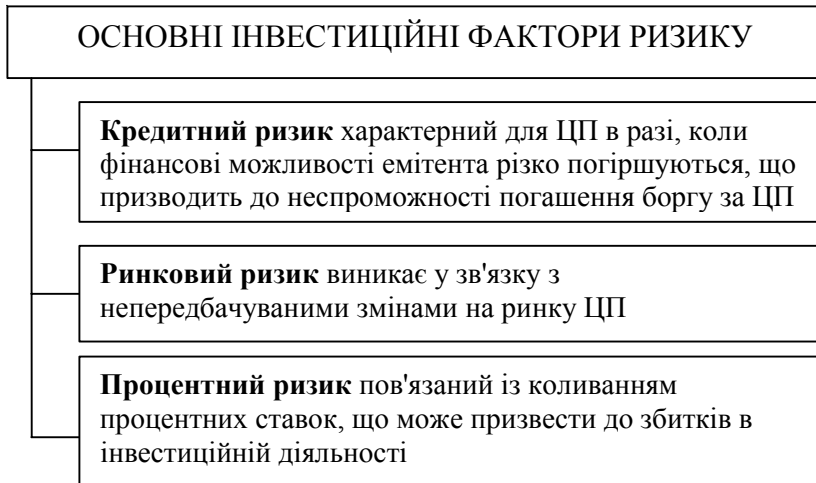 ОСНОВНІ ІНВЕСТИЦІЙНІ ФАКТОРИ РИЗИКУ
Кредитний ризик характерний для ЦП в разі, коли
фінансові можливості емітента різко погіршуються, що
призводить до неспроможності погашення боргу за ЦП
Ринковий ризик виникає у зв'язку з
непередбачуваними змінами на ринку ЦП
Процентний ризик пов'язаний із коливанням
процентних ставок, що може призвести до збитків в
інвестиційній діяльності